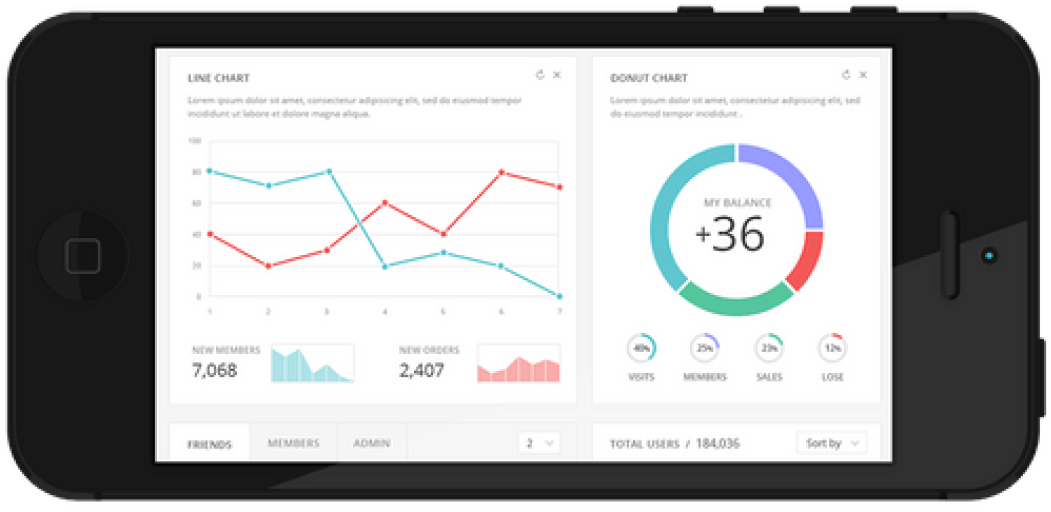 LINE CHART
Lorem ipsum dolor sit amet, consectetur adipisicing elit, sed do eiusmod tempor
incididunt ut labore et dolore magna aliqua.
100
80
60
40
20
0
1 2 3 4 5 6 7
NEW MEMBERS
7,068
NEW ORDERS
2,407
DONUT CHART
Lorem ipsum dolor sit amet, consectetur adipisicing elit, sed
do eiusmod tempor incididunt..
MY BALANCE
+36
40% 25% 23% 12%
VISITS MEMBERS SALES LOSE
FRIENDS MEMBERS ADMIN 2
TOTAL USERS / 184,036 Sort by